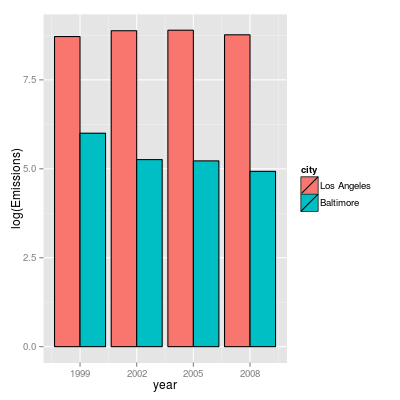 7.5
5.0
2.5
0.0
log(Emissions)
1999 2002 2005 2008
year
city
Los Angeles
Baltimore